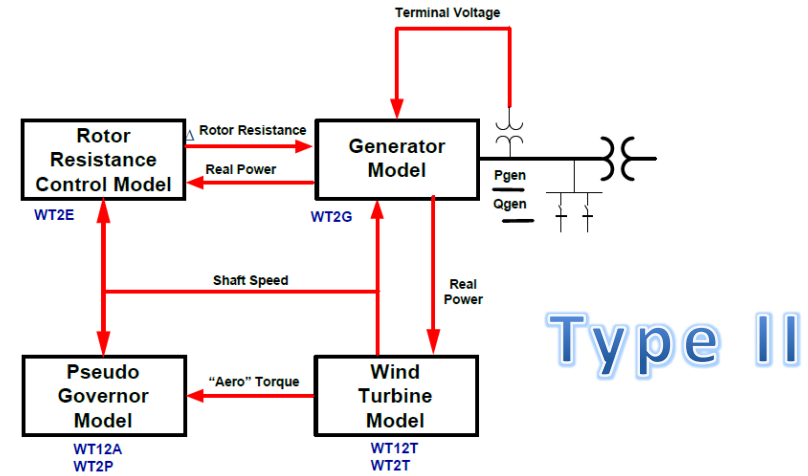 Terminal Voltage
Rotor
Resistance
Control Model
WT2E
Δ Rotor Resistance
Real Power
Generator
Model
WT2G
Pgen
Qgen
Shaft Speed
Real
Power
Type II
Pseudo
Governor
Model
WT12A
WT2P
“Aero” Torque
Wind
Turbine
Model
WT12T
WT2T